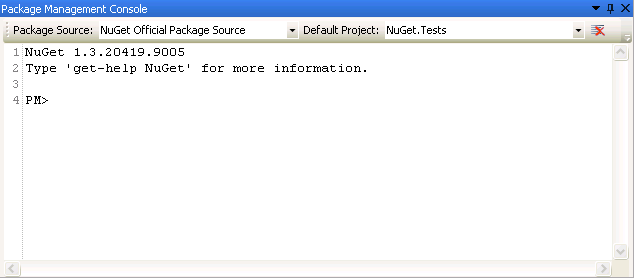 Package Management Console
Package Source: NuGet Official Package Source Default Project: NuGet.Tests
1 NuGet 1.3.20419.9005
2 Type 'get-help NuGet' for more information.
3
4 PM>